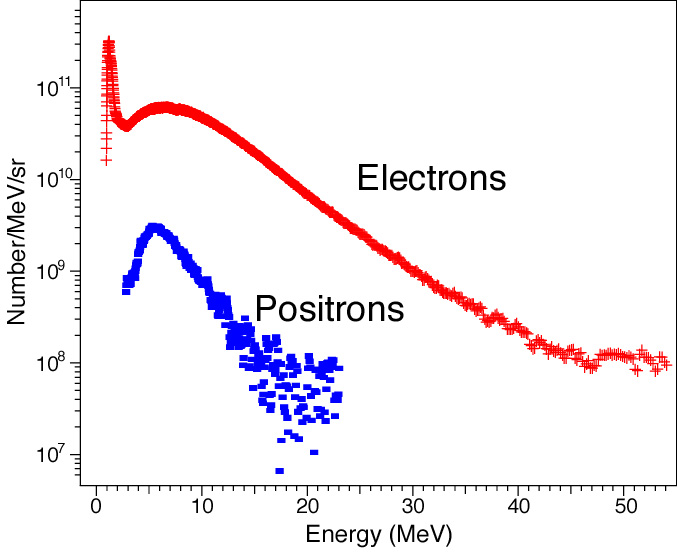 10¹¹
10¹⁰
Electrons
Number/MeV/sr
10⁹
Positrons
10⁸
10⁷
0 10 20 30 40 50
Energy (MeV)